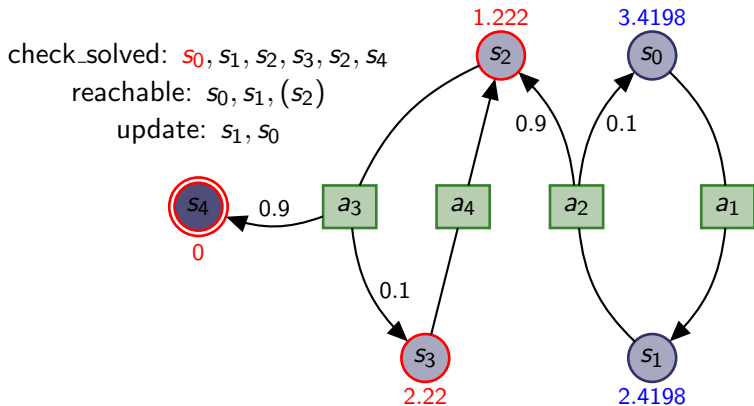 1.222
3.4198
check_solved: s₀, s₁, s₂, s₃, s₂, s₄
s₂
s₀
reachable: s₀, s₁, (s₂)
update: s₁, s₀
0.9
0.1
s₄
0.9
a₃
a₄
a₂
a₁
0
0.1
s₃
s₁
2.22
2.4198